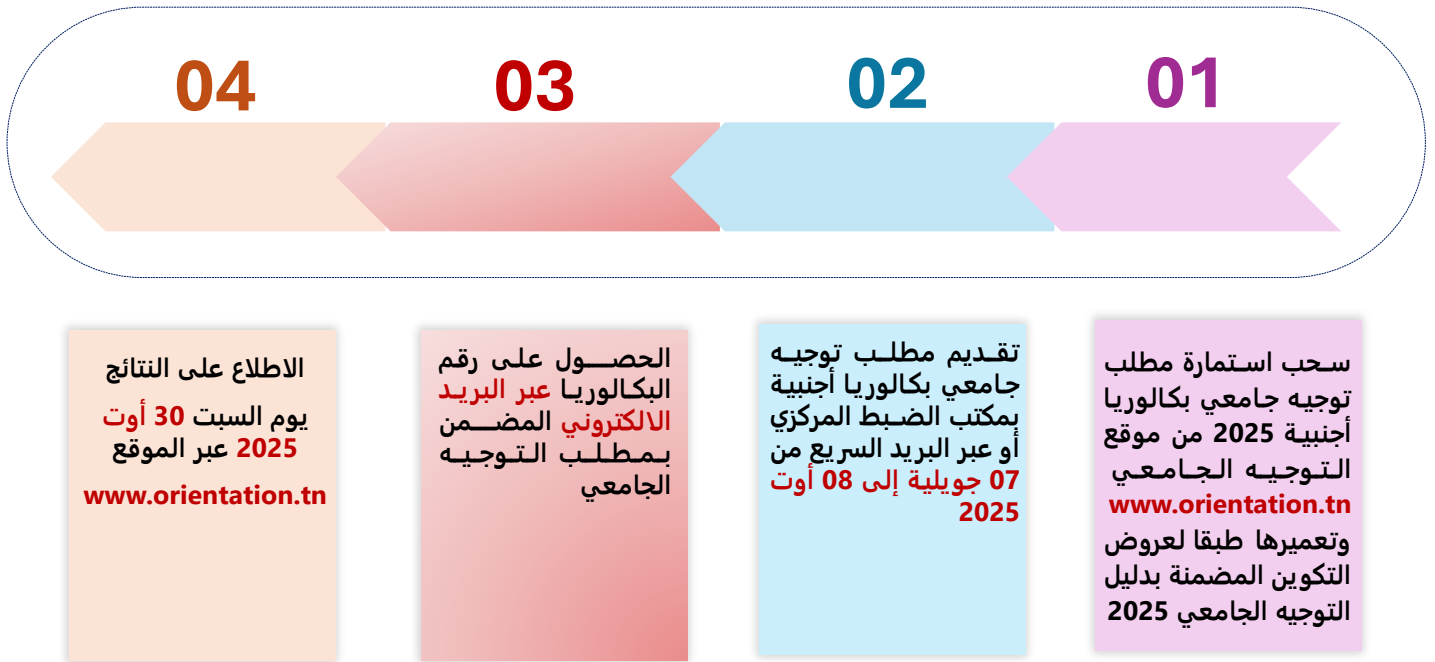 01
02
03
04
سحب استمارة مطلب
توجيه جامعي بكالوريا
أجنبية 2025 من موقع
التوجيه الجامعي
www.orientation.tn
وتعميرها طبقا لعروض
التكوين المضمنة بدليل
التوجيه الجامعي 2025
تقديم مطلب توجيه
جامعي بكالوريا أجنبية
بمكتب الضبط المركزي
أو عبر البريد السريع من
07 جويلية إلى 08 أوت
2025
الحصول على رقم
البكالوريا عبر البريد
الالكتروني المضمن
بمطلب التوجيه
الجامعي
الاطلاع على النتائج
يوم السبت 30 أوت
2025 عبر الموقع
www.orientation.tn